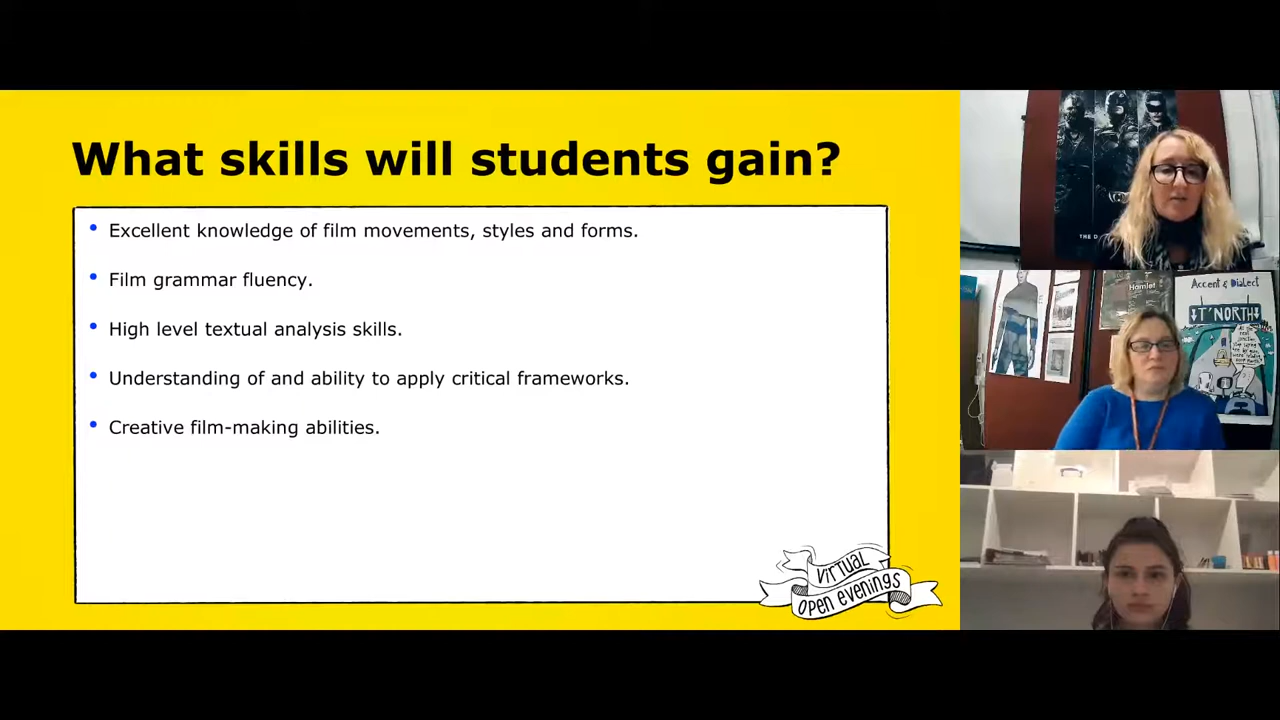 What skills will students gain?
Excellent knowledge of film movements, styles and forms.
Film grammar fluency.
High level textual analysis skills.
Understanding of and ability to apply critical frameworks.
Creative film-making abilities.
VIRTUAL
OPEN EVENINGS
THE D
Hamlet
Accent & Dialect
T'NORTH